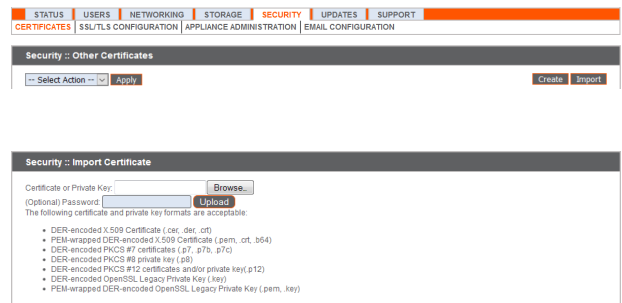 STATUS USERS NETWORKING STORAGE SECURITY UPDATES SUPPORT
CERTIFICATES SSL/TLS CONFIGURATION APPLIANCE ADMINISTRATION EMAIL CONFIGURATION
Security :: Other Certificates
-- Select Action -- Apply Create Import
Security :: Import Certificate
Certificate or Private Key: Browse..
(Optional) Password: Upload
The following certificate and private key formats are acceptable:
• DER-encoded X.509 Certificate (.cer, .der, .crt)
• PEM-wrapped DER-encoded X.509 Certificate (.pem, .crt, .b64)
• DER-encoded PKCS #7 certificates (.p7, .p7b, .p7c)
• DER-encoded PKCS #8 private key (.p8)
• DER-encoded PKCS #12 certificates and/or private key(.p12)
• DER-encoded OpenSSL Legacy Private Key (.key)
• PEM-wrapped DER-encoded OpenSSL Legacy Private Key (.pem, .key)